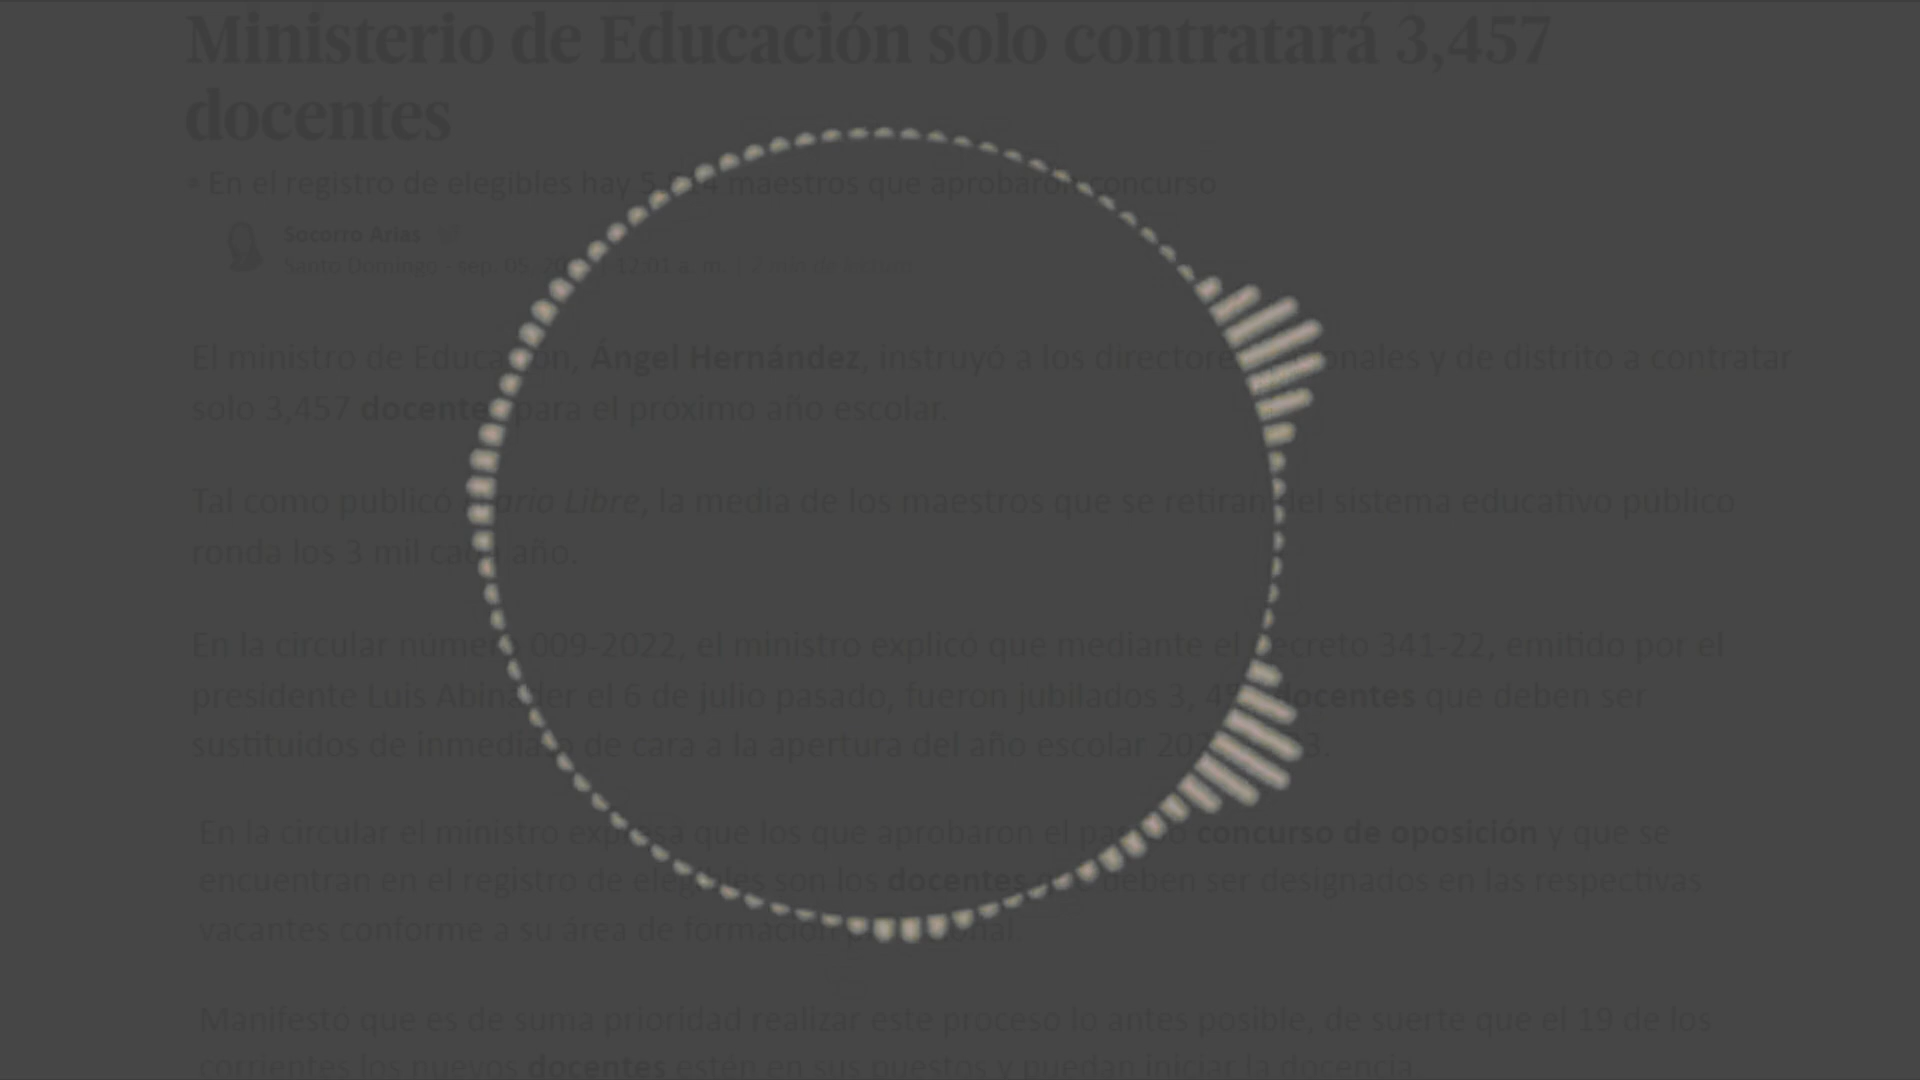 Ministerio de Educación solo contratará 3,457
docentes
• En el registro de elegibles hay maestros que aprobaron concurso
Socorro Arias
Santo Domingo - sep. 05, 12:01 a. m. |
El ministro de Educación, Ángel Hernández, instruyó a los directores y de distrito a contratar
solo 3,457 docentes para el próximo año escolar.
Tal como publicó Libre, la media de los maestros que se retiran del sistema educativo público
ronda los 3 mil cada año.
En la circular número 009-2022, el ministro explicó que mediante el decreto 341-22, emitido por el
presidente Luis Abinader el 6 de julio pasado, fueron jubilados docentes que deben ser
sustituidos de inmediato de cara a la apertura del año escolar
En la circular el ministro expresa que los que aprobaron el pasado concurso de oposición y que se
encuentran en el registro de elegibles son los docentes que deben ser designados en las respectivas
vacantes conforme a su área de formación
Manifestó que es de suma prioridad realizar este proceso lo antes posible, de suerte que el 19 de los
corrientes los nuevos docentes estén en sus puestos y puedan iniciar la docencia.